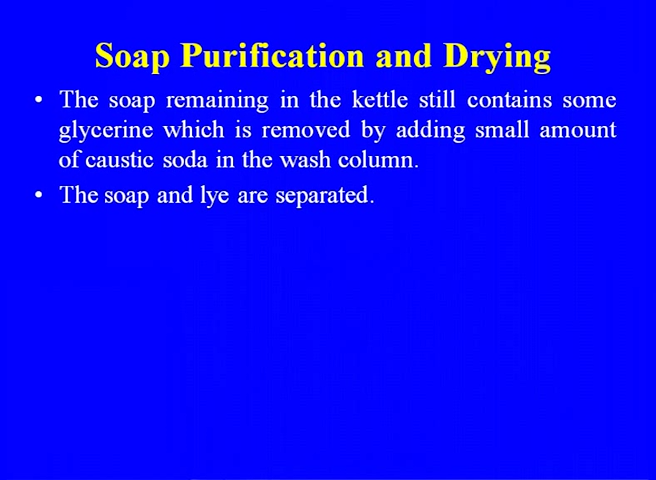 Soap Purification and Drying
• The soap remaining in the kettle still contains some
glycerine which is removed by adding small amount
of caustic soda in the wash column.
• The soap and lye are separated.